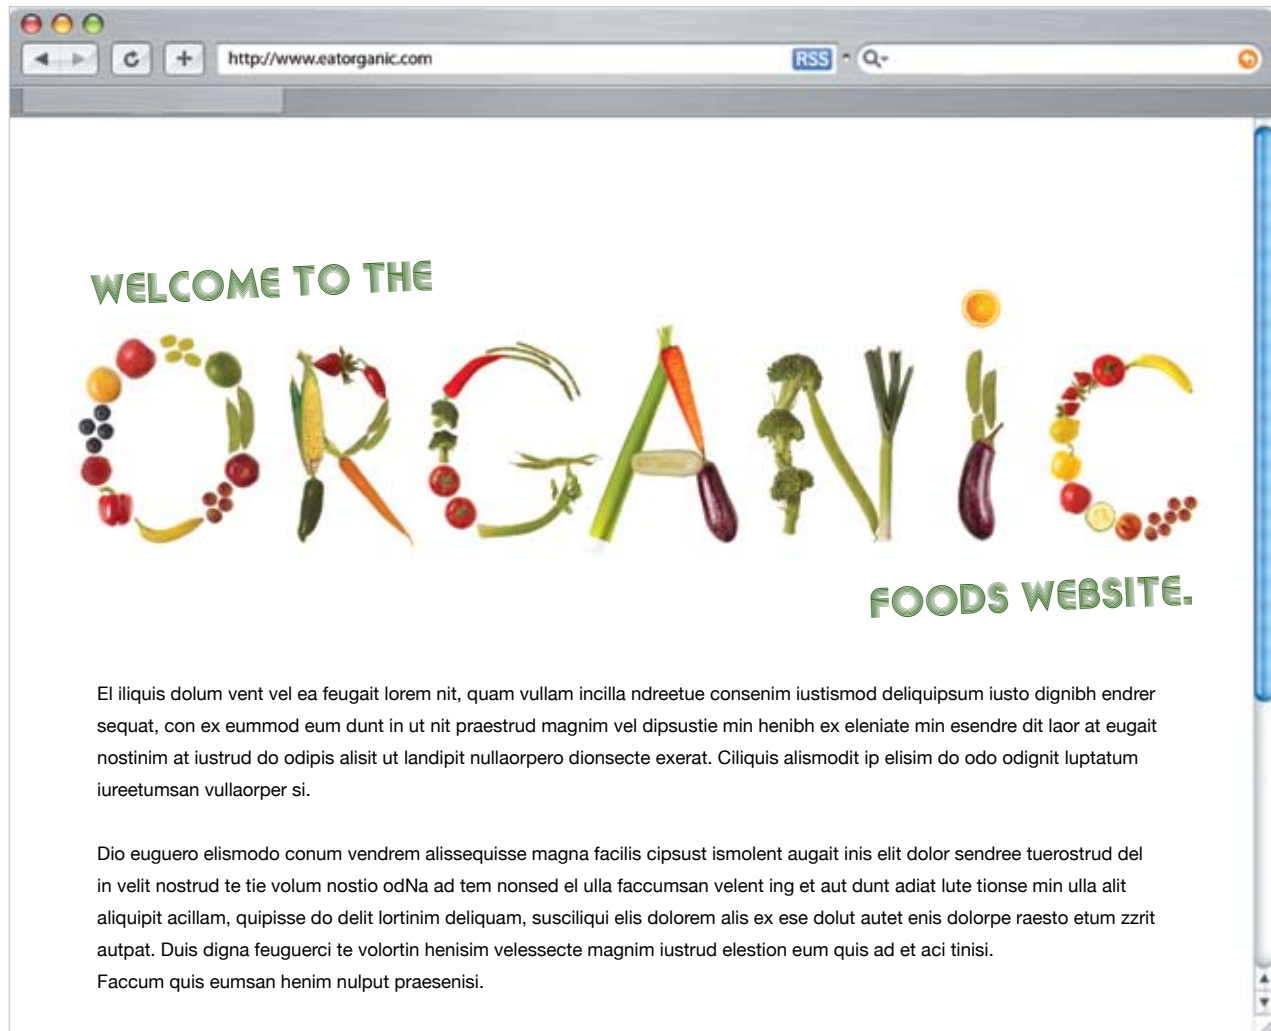 http://www.eatorganic.com
RSS
WELCOME TO THE
ORGANiC
FOODS WEBSITE.
El iliquis dolum vent vel ea feugait lorem nit, quam vullam incilla ndreetue consenim iustismod deliquipsum iusto dignibh endrer
sequat, con ex eummod eum dunt in ut nit praestrud magnim vel dipsustie min henibh ex eleniate min esendre dit laor at eugait
nostinim at iustrud do odipis alisit ut landipit nullaorpero dionsecte exerat. Ciliquis alismodit ip elisim do odo odignit luptatum
iureetumsan vullaorper si.
Dio euguero elismodo conum vendrem alissequisse magna facilis cipsust ismolent augait inis elit dolor sendree tuerostrud del
in velit nostrud te tie volum nostio odNa ad tem nonsed el ulla faccumsan velent ing et aut dunt adiat lute tionse min ulla alit
aliquipit acillam, quipisse do delit lortinim deliquam, susciliqui elis dolorem alis ex ese dolut autet enis dolorpe raesto etum zzrit
autpat. Duis digna feuguerci te volortin henisim velessecte magnim iustrud elestion eum quis ad et aci tinisi.
Faccum quis eumsan henim nulput praesenisi.